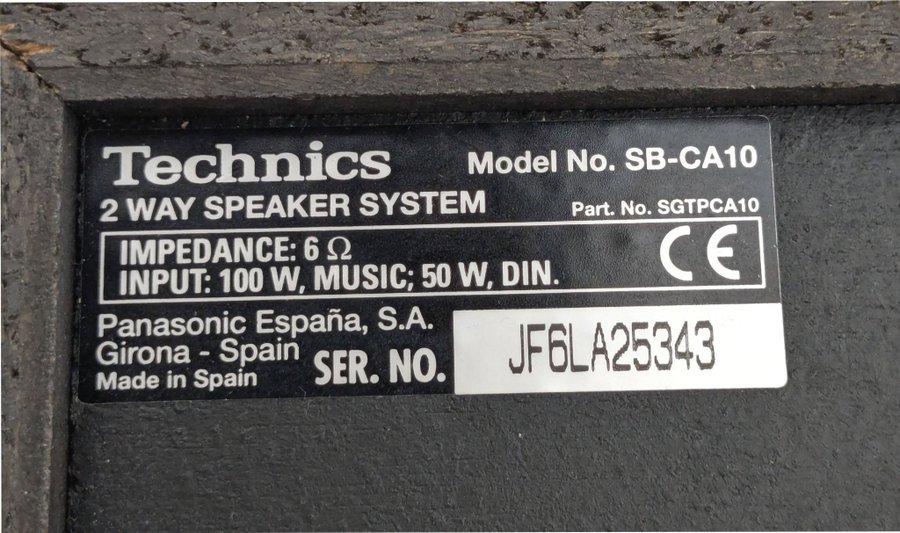 Technics
Model No. SB-CA10
2 WAY SPEAKER SYSTEM
Part. No. SGTPCA10
IMPEDANCE: 6 Ω
INPUT: 100 W, MUSIC; 50 W, DIN.
CE
Panasonic España, S.A.
Girona - Spain
Made in Spain
SER. NO.
JF6LA25343